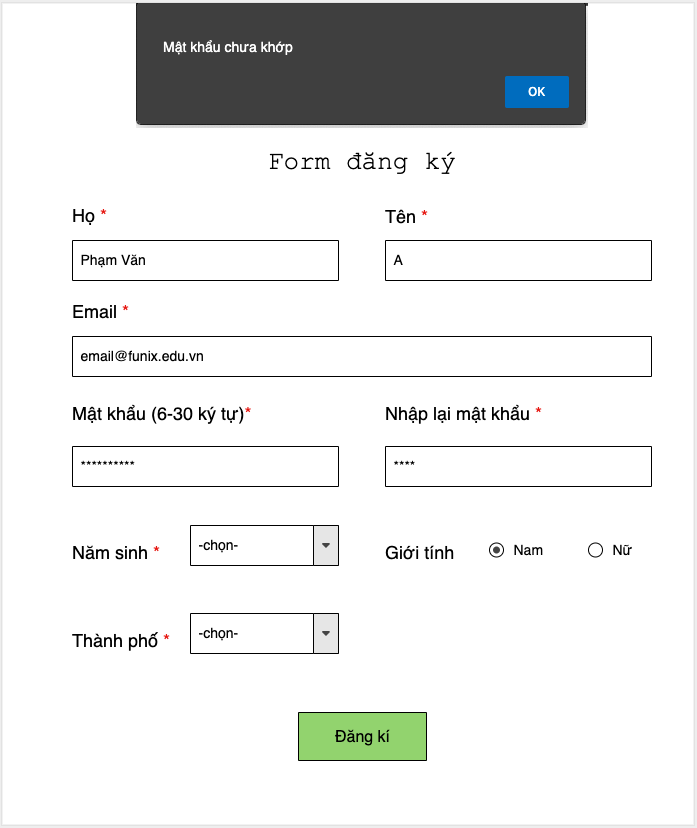 Mật khẩu chưa khớp
OK
Form đăng ký
Họ *
Tên *
Phạm Văn
A
Email *
email@funix.edu.vn
Mật khẩu (6-30 ký tự)*
Nhập lại mật khẩu *
**********
****
Năm sinh *
-chọn-
Giới tính
Nam
Nữ
Thành phố *
-chọn-
Đăng kí